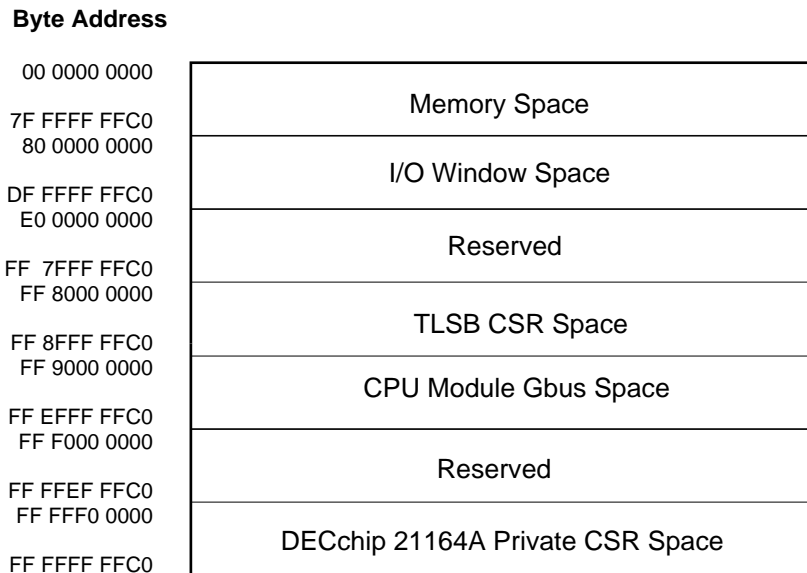 Byte Address
00 0000 0000
Memory Space
7F FFFF FFC0
80 0000 0000
I/O Window Space
DF FFFF FFC0
E0 0000 0000
Reserved
FF 7FFF FFC0
FF 8000 0000
TLSB CSR Space
FF 8FFF FFC0
FF 9000 0000
CPU Module Gbus Space
FF EFFF FFC0
FF F000 0000
Reserved
FF FFEF FFC0
FF FFF0 0000
DECchip 21164A Private CSR Space
FF FFFF FFC0